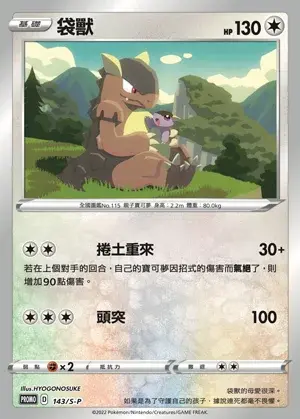 基礎 袋獸 HP 130
全國圖鑑No.115 親子寶可夢 身高：2.2m 體重：80.0kg
捲土重來 30+
若在上個對手的回合，自己的寶可夢因招式的傷害而氣絕了，則
增加90點傷害。
頭突 100
弱點 ×2 抵抗力 撤退
Illus.HYOGONOSUKE
PROMO D 143/S-P
袋獸的母愛很深。
如果是為了守護自己的孩子，據說連死都毫不畏懼。
©2022 Pokémon/Nintendo/Creatures/GAME FREAK.